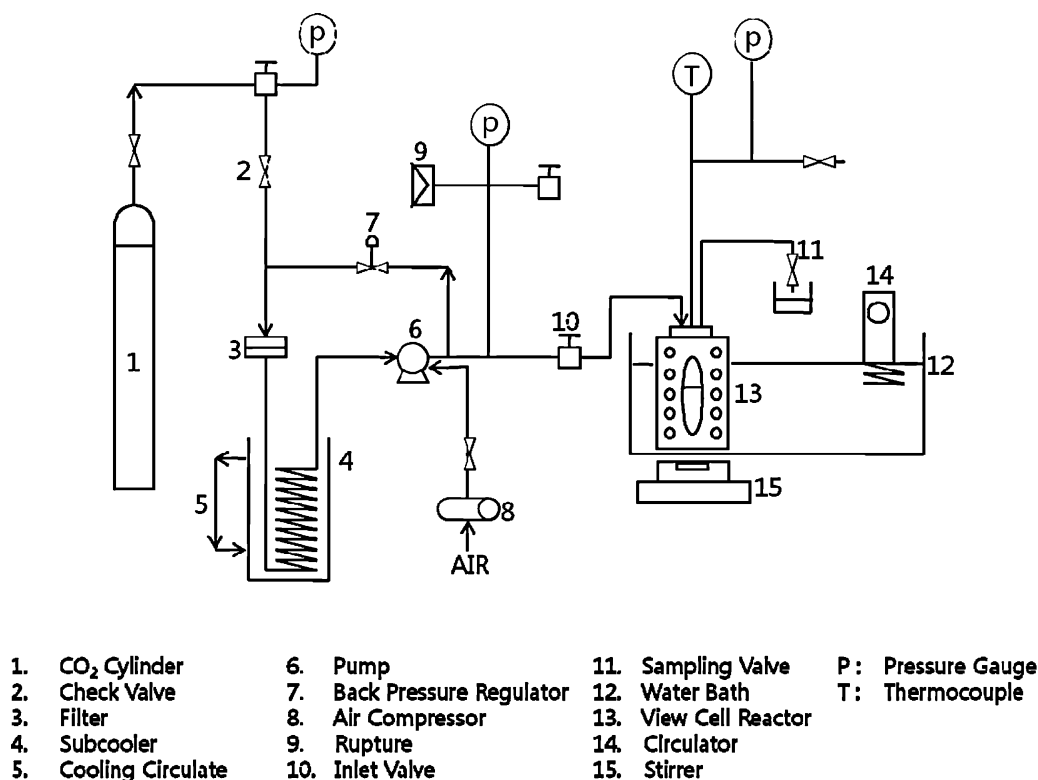 p
p
T
p
9
2
7
11
14
10
6
3
1
12
13
4
5
15
8
AIR
1. CO₂ Cylinder 6. Pump 11. Sampling Valve P: Pressure Gauge
2. Check Valve 7. Back Pressure Regulator 12. Water Bath T: Thermocouple
3. Filter 8. Air Compressor 13. View Cell Reactor
4. Subcooler 9. Rupture 14. Circulator
5. Cooling Circulate 10. Inlet Valve 15. Stirrer